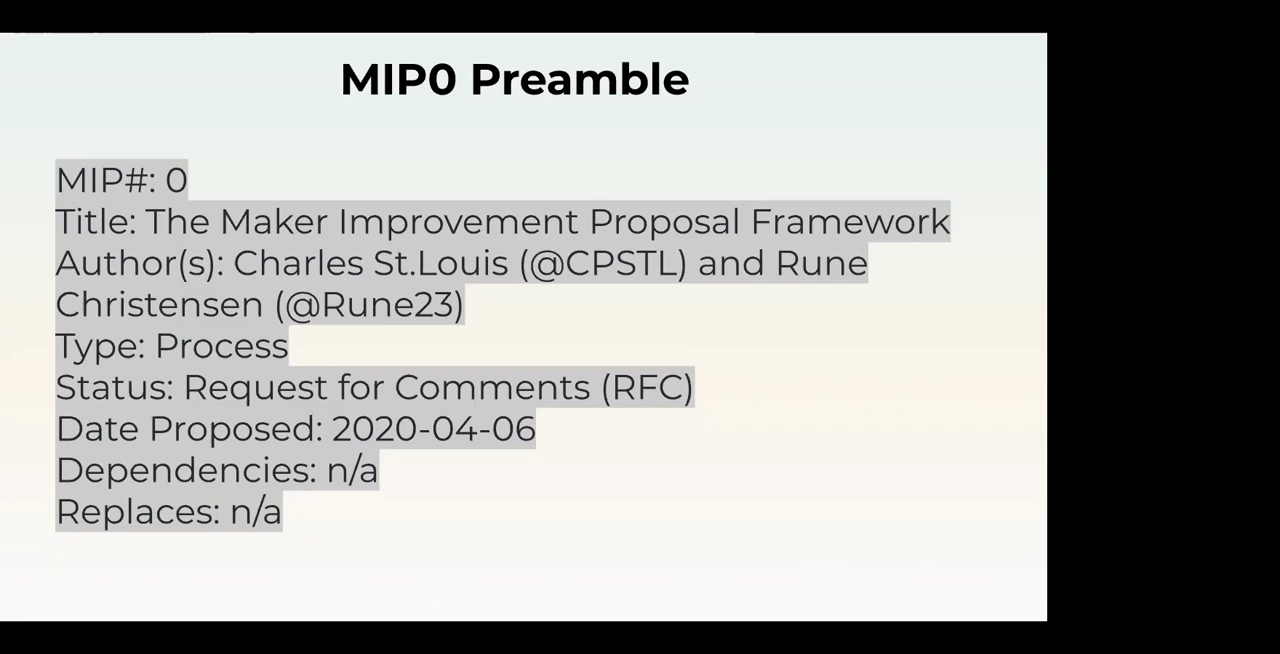 MIP0 Preamble
MIP#: 0
Title: The Maker Improvement Proposal Framework
Author(s): Charles St.Louis (@CPSTL) and Rune
Christensen (@Rune23)
Type: Process
Status: Request for Comments (RFC)
Date Proposed: 2020-04-06
Dependencies: n/a
Replaces: n/a